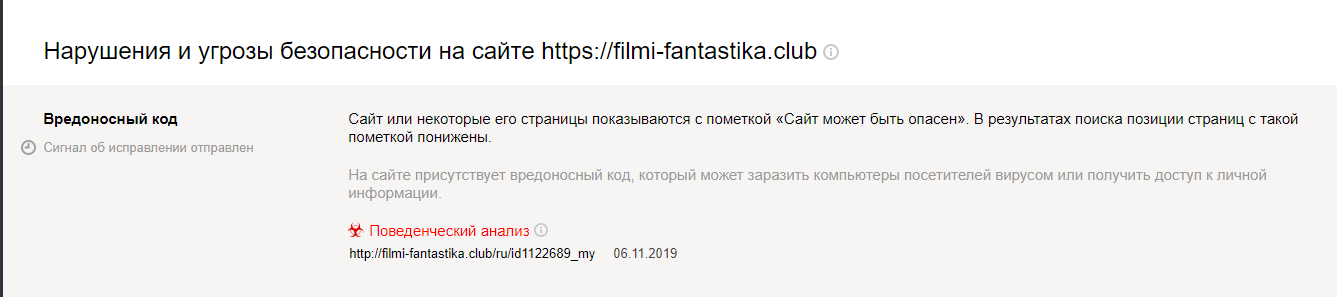 Нарушения и угрозы безопасности на сайте https://filmi-fantastika.club
Вредоносный код
Сигнал об исправлении отправлен
Сайт или некоторые его страницы показываются с пометкой «Сайт может быть опасен». В результатах поиска позиции страниц с такой
пометкой понижены.
На сайте присутствует вредоносный код, который может заразить компьютеры посетителей вирусом или получить доступ к личной
информации.
Поведенческий анализ
http://filmi-fantastika.club/ru/id1122689_my 06.11.2019